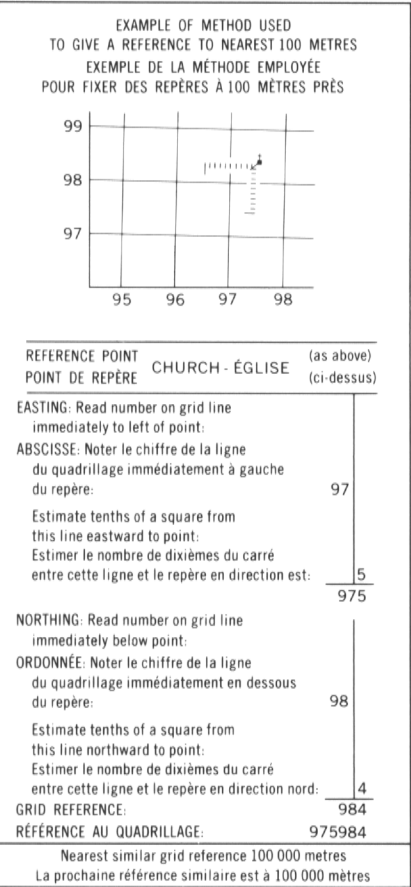 EXAMPLE OF METHOD USED
TO GIVE A REFERENCE TO NEAREST 100 METRES
EXEMPLE DE LA MÉTHODE EMPLOYÉE
POUR FIXER DES REPÈRES À 100 MÈTRES PRÈS
99
98
97
95 96 97 98
REFERENCE POINT
POINT DE REPÈRE
CHURCH - ÉGLISE
(as above)
(ci-dessus)
EASTING: Read number on grid line
immediately to left of point:
ABSCISSE: Noter le chiffre de la ligne
du quadrillage immédiatement à gauche
du repère: 97
Estimate tenths of a square from
this line eastward to point:
Estimer le nombre de dixièmes du carré
entre cette ligne et le repère en direction est: 5
975
NORTHING: Read number on grid line
immediately below point:
ORDONNÉE: Noter le chiffre de la ligne
du quadrillage immédiatement en dessous
du repère: 98
Estimate tenths of a square from
this line northward to point:
Estimer le nombre de dixièmes du carré
entre cette ligne et le repère en direction nord: 4
GRID REFERENCE: 984
RÉFÉRENCE AU QUADRILLAGE: 975984
Nearest similar grid reference 100 000 metres
La prochaine référence similaire est à 100 000 mètres